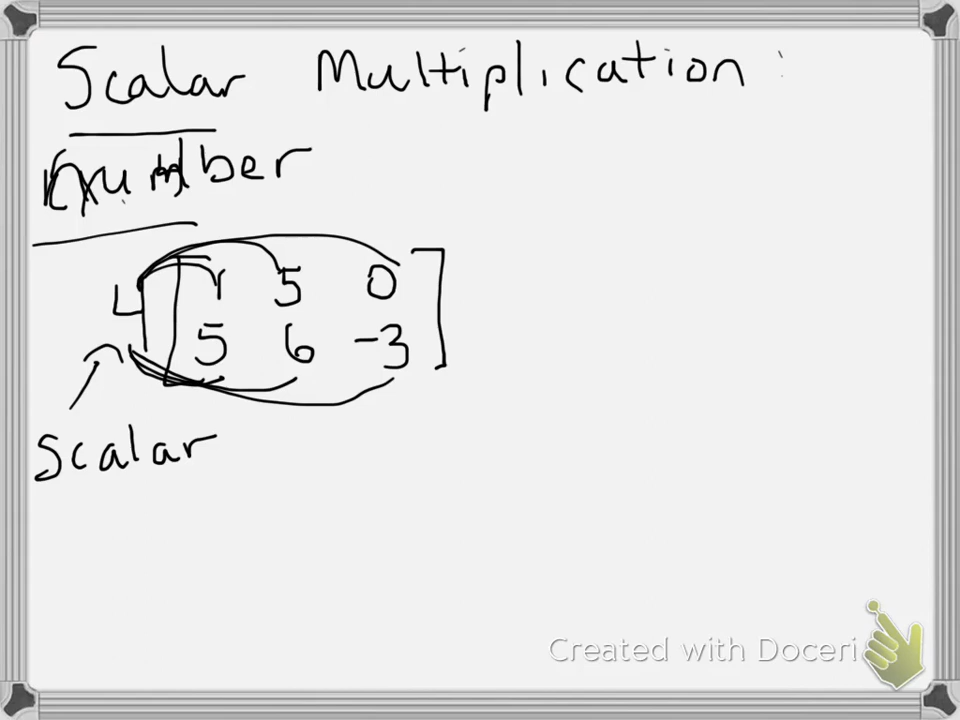 Scalar Multiplication:
number
4 [ 1 5 0 ]
5 6 -3
scalar
Created with Doceri